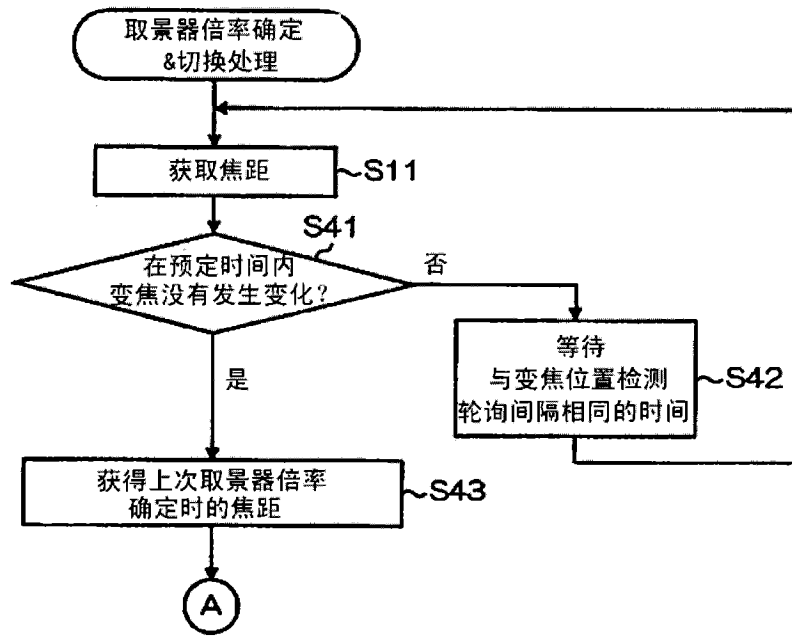 取景器倍率确定
&切换处理
获取焦距
S11
S41
在预定时间内
变焦没有发生变化？
否
等待
与变焦位置检测
轮询间隔相同的时间
S42
是
获得上次取景器倍率
确定时的焦距
S43
A